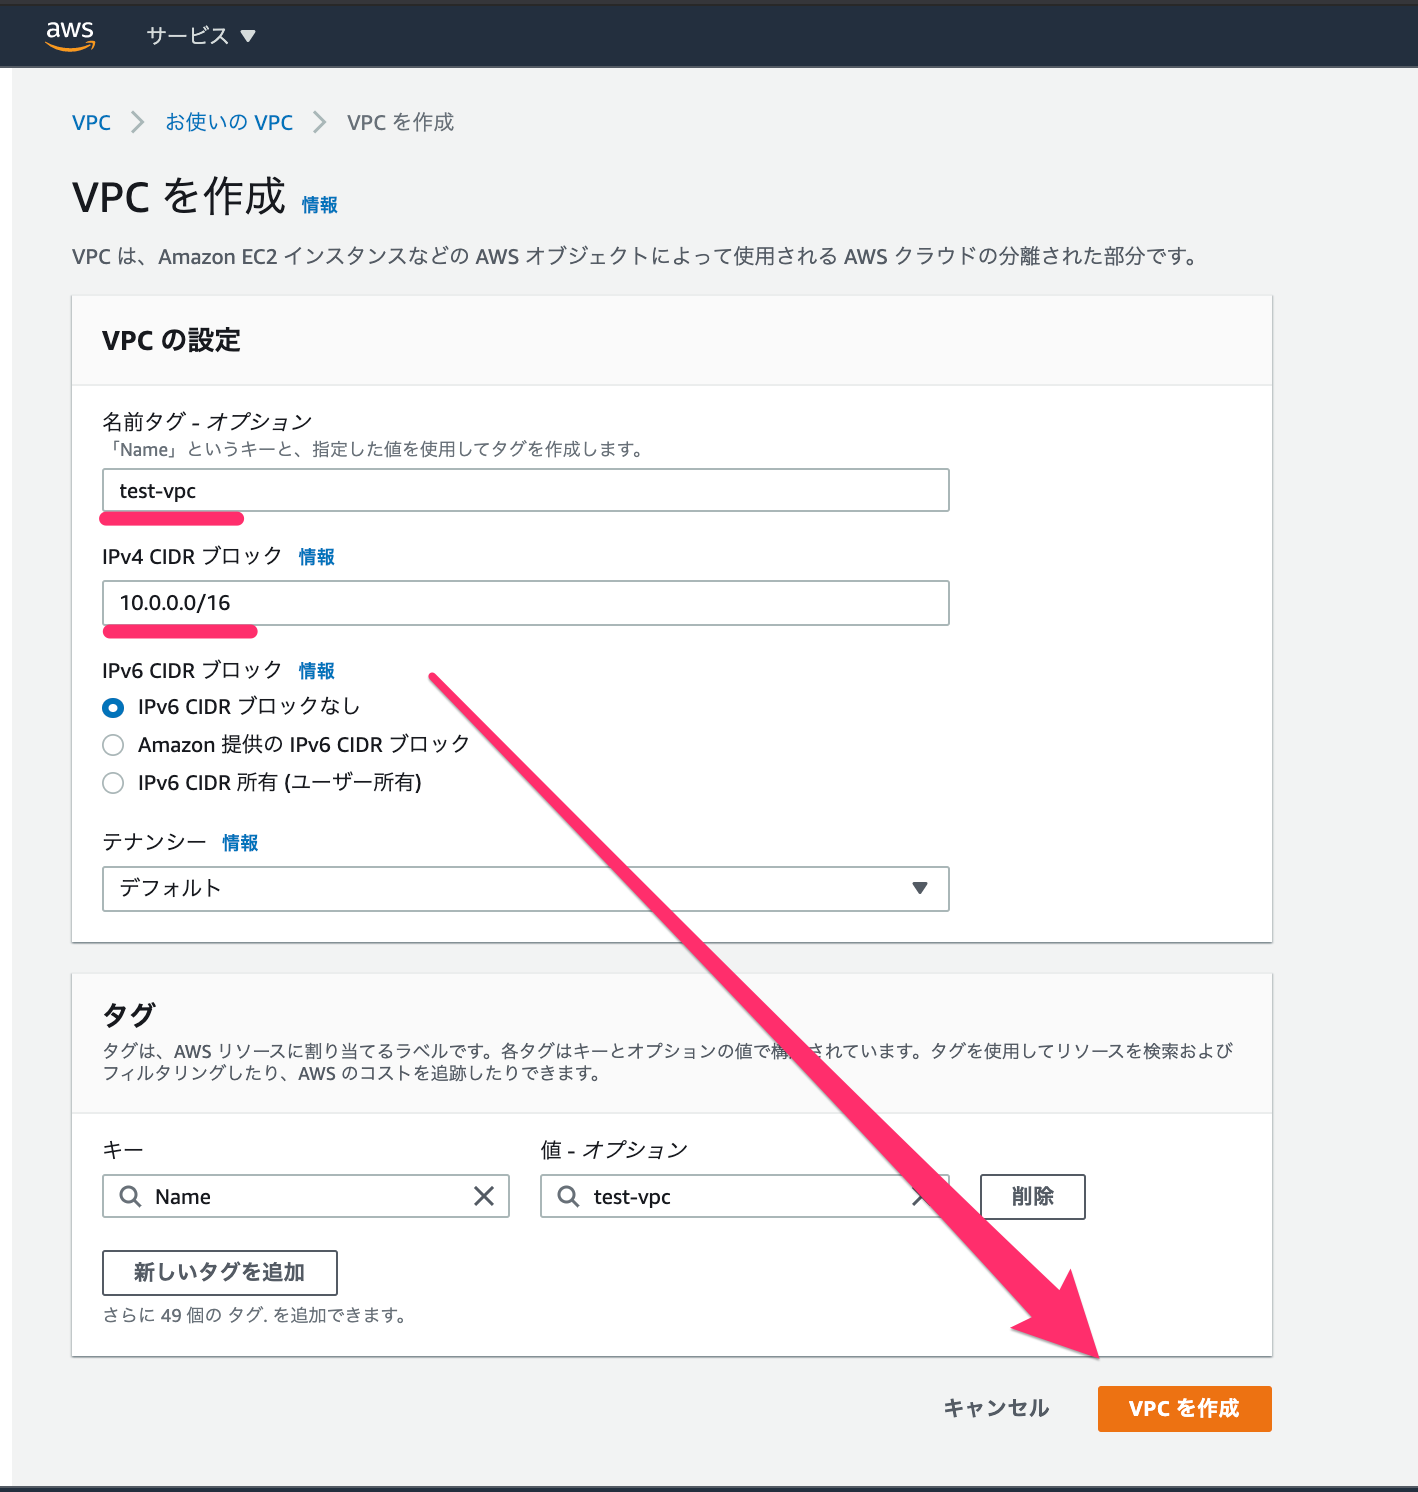 aws サービス
VPC お使いの VPC VPC を作成
VPC を作成 情報
VPC は、Amazon EC2 インスタンスなどの AWS オブジェクトによって使用される AWS クラウドの分離された部分です。
VPC の設定
名前タグ - オプション
「Name」というキーと、指定した値を使用してタグを作成します。
test-vpc
IPv4 CIDR ブロック 情報
10.0.0.0/16
IPv6 CIDR ブロック 情報
IPv6 CIDR ブロックなし
Amazon 提供の IPv6 CIDR ブロック
IPv6 CIDR 所有 (ユーザー所有)
テナンシー 情報
デフォルト
タグ
タグは、AWS リソースに割り当てるラベルです。各タグはキーとオプションの値で構されています。タグを使用してリソースを検索および
フィルタリングしたり、AWS のコストを追跡したりできます。
キー 値 - オプション
Name test-vpc 削除
新しいタグを追加
さらに 49 個の タグ. を追加できます。
キャンセル VPC を作成